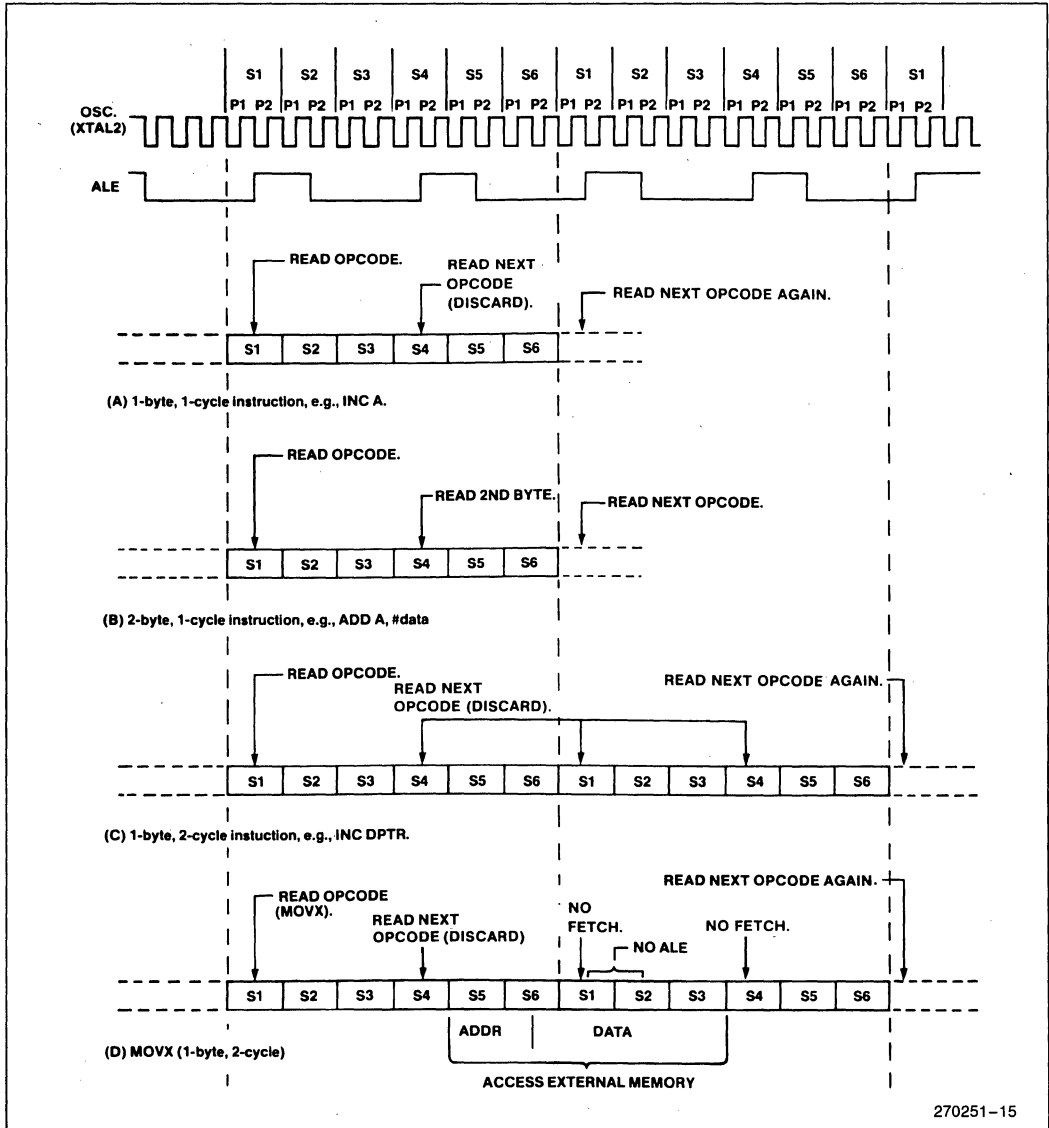 S1 S2 S3 S4 S5 S6 S1 S2 S3 S4 S5 S6 S1
P1 P2 P1 P2 P1 P2 P1 P2 P1 P2 P1 P2 P1 P2 P1 P2 P1 P2 P1 P2 P1 P2 P1 P2 P1 P2
OSC.
(XTAL2)
ALE
READ OPCODE.
READ NEXT
OPCODE
(DISCARD).
READ NEXT OPCODE AGAIN.
S1 S2 S3 S4 S5 S6
(A) 1-byte, 1-cycle instruction, e.g., INC A.
READ OPCODE.
READ 2ND BYTE.
READ NEXT OPCODE.
S1 S2 S3 S4 S5 S6
(B) 2-byte, 1-cycle instruction, e.g., ADD A, #data
READ OPCODE.
READ NEXT
OPCODE (DISCARD).
READ NEXT OPCODE AGAIN.
S1 S2 S3 S4 S5 S6 S1 S2 S3 S4 S5 S6
(C) 1-byte, 2-cycle instuction, e.g., INC DPTR.
READ OPCODE
(MOVX).
READ NEXT
OPCODE (DISCARD)
NO
FETCH.
NO ALE
NO FETCH.
READ NEXT OPCODE AGAIN.
S1 S2 S3 S4 S5 S6 S1 S2 S3 S4 S5 S6
ADDR DATA
(D) MOVX (1-byte, 2-cycle)
ACCESS EXTERNAL MEMORY
270251-15